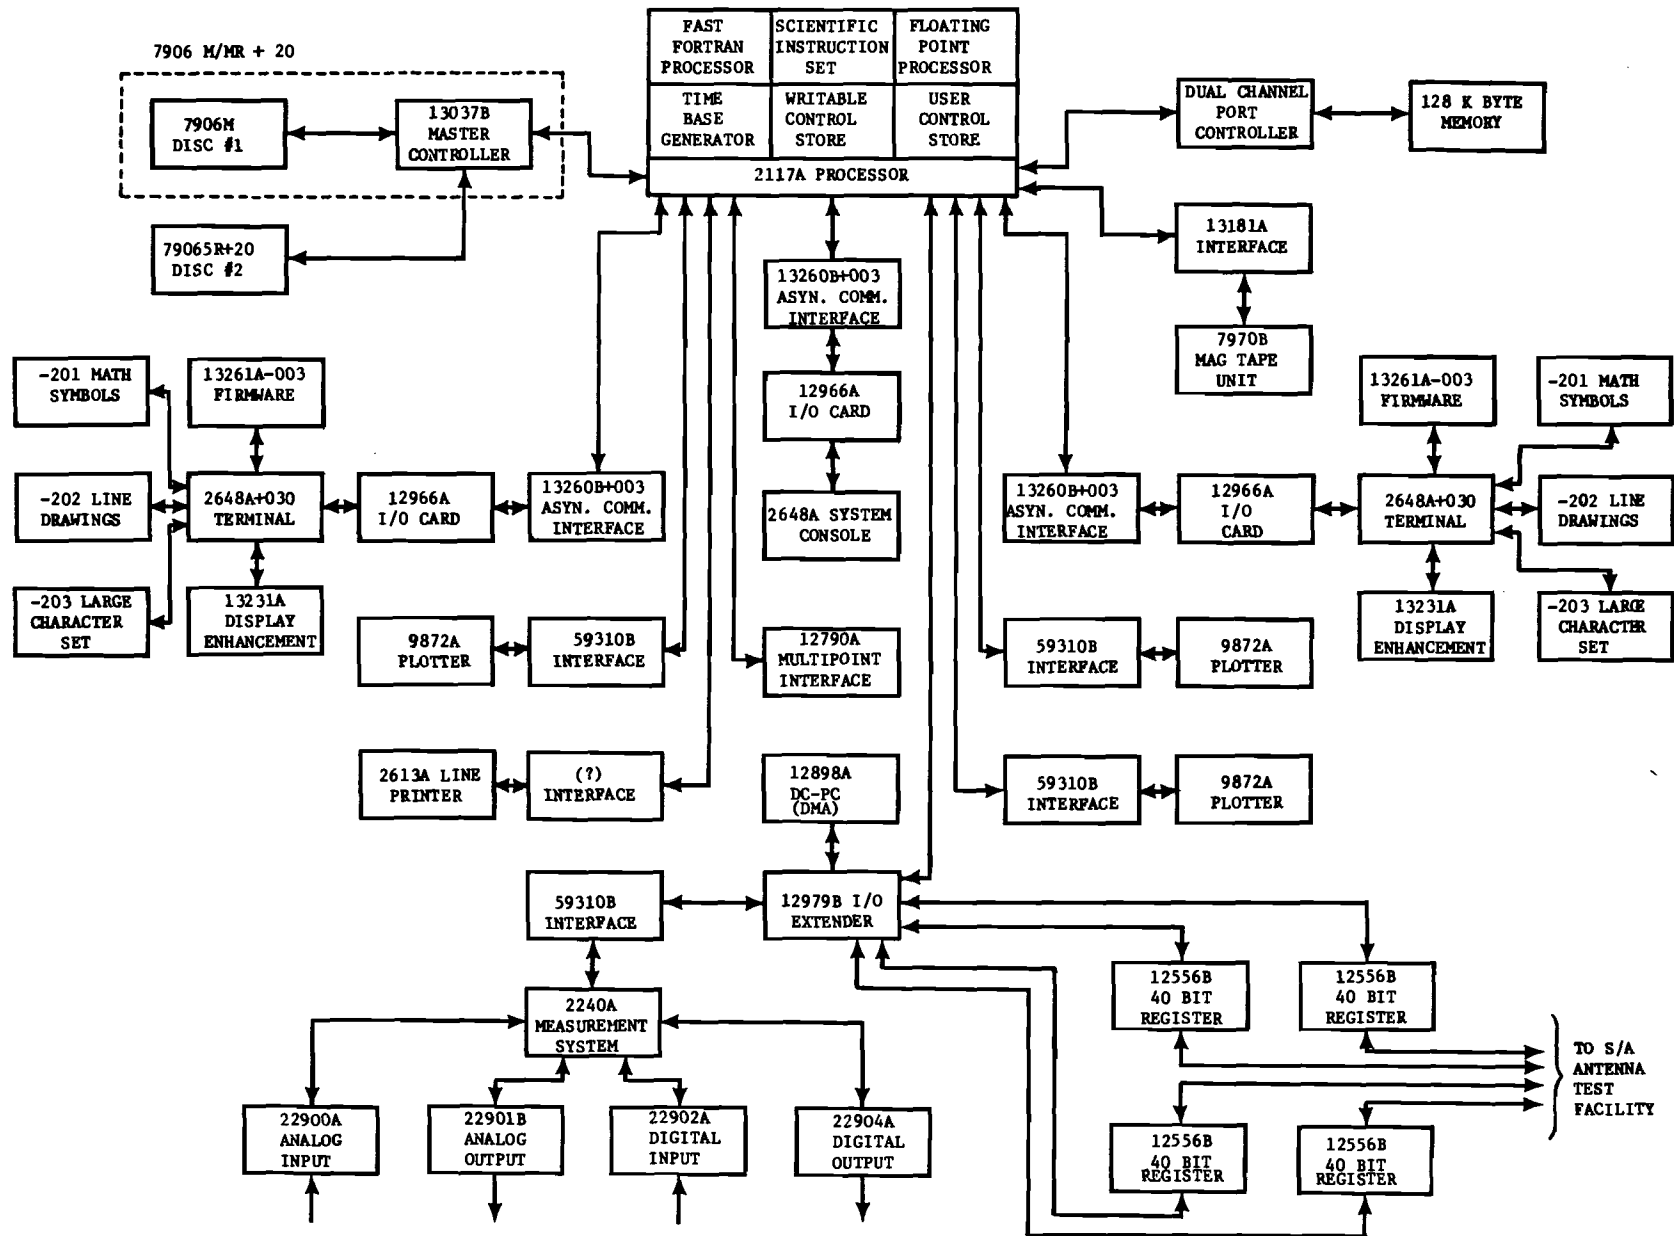 7906 M/MR + 20
7906M
DISC #1
13037B
MASTER
CONTROLLER
79065R+20
DISC #2
FAST
FORTRAN
PROCESSOR
SCIENTIFIC
INSTRUCTION
SET
FLOATING
POINT
PROCESSOR
TIME
BASE
GENERATOR
WRITABLE
CONTROL
STORE
USER
CONTROL
STORE
2117A PROCESSOR
DUAL CHANNEL
PORT
CONTROLLER
128 K BYTE
MEMORY
13181A
INTERFACE
7970B
MAG TAPE
UNIT
13260B+003
ASYN. COMM.
INTERFACE
12966A
I/O CARD
2648A SYSTEM
CONSOLE
-201 MATH
SYMBOLS
13261A-003
FIRMWARE
-202 LINE
DRAWINGS
2648A+030
TERMINAL
12966A
I/O CARD
13260B+003
ASYN. COMM.
INTERFACE
-203 LARGE
CHARACTER
SET
13231A
DISPLAY
ENHANCEMENT
13261A-003
FIRMWARE
-201 MATH
SYMBOLS
13260B+003
ASYN. COMM.
INTERFACE
12966A
I/O
CARD
2648A+030
TERMINAL
-202 LINE
DRAWINGS
13231A
DISPLAY
ENHANCEMENT
-203 LARGE
CHARACTER
SET
9872A
PLOTTER
59310B
INTERFACE
12790A
MULTIPOINT
INTERFACE
59310B
INTERFACE
9872A
PLOTTER
2613A LINE
PRINTER
(?)
INTERFACE
12898A
DC-PC
(DMA)
59310B
INTERFACE
9872A
PLOTTER
59310B
INTERFACE
12979B I/O
EXTENDER
2240A
MEASUREMENT
SYSTEM
12556B
40 BIT
REGISTER
12556B
40 BIT
REGISTER
TO S/A
ANTENNA
TEST
FACILITY
22900A
ANALOG
INPUT
22901B
ANALOG
OUTPUT
22902A
DIGITAL
INPUT
22904A
DIGITAL
OUTPUT
12556B
40 BIT
REGISTER
12556B
40 BIT
REGISTER